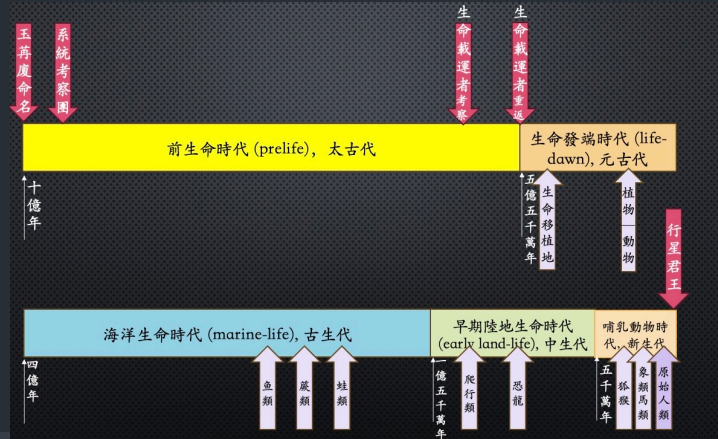 玉苒廈命名
系統考察團
生命載運者考察
生命載運者重返
前生命時代 (prelife)，太古代
生命發端時代 (life-
dawn), 元古代
十億年
五億五千萬年
生命移植地
植物—動物
行星君王
海洋生命時代 (marine-life), 古生代
早期陸地生命時代
(early land-life), 中生代
哺乳動物時
代, 新生代
四億年
鱼類
蕨類
蛙類
一億五千萬年
爬行類
恐龍
五千萬年
狐猴
象類馬類
原始人類